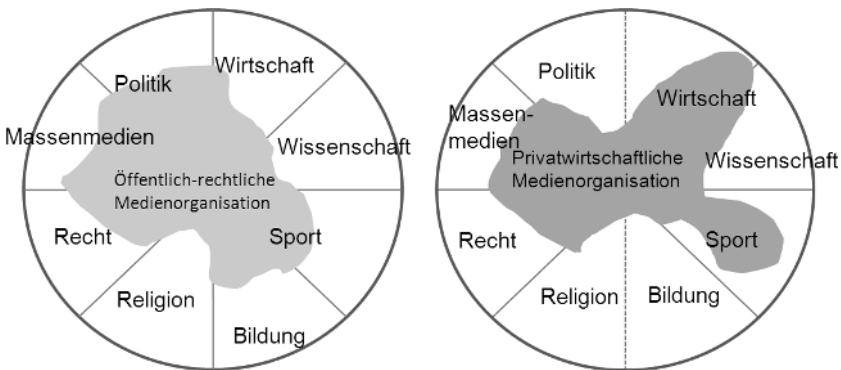 Wirtschaft
Politik
Massenmedien
Wissenschaft
Öffentlich-rechtliche
Medienorganisation
Recht
Sport
Religion
Bildung
Politik
Wirtschaft
Massen-
medien
Privatwirtschaftliche
Medienorganisation
Wissenschaft
Recht
Sport
Religion
Bildung